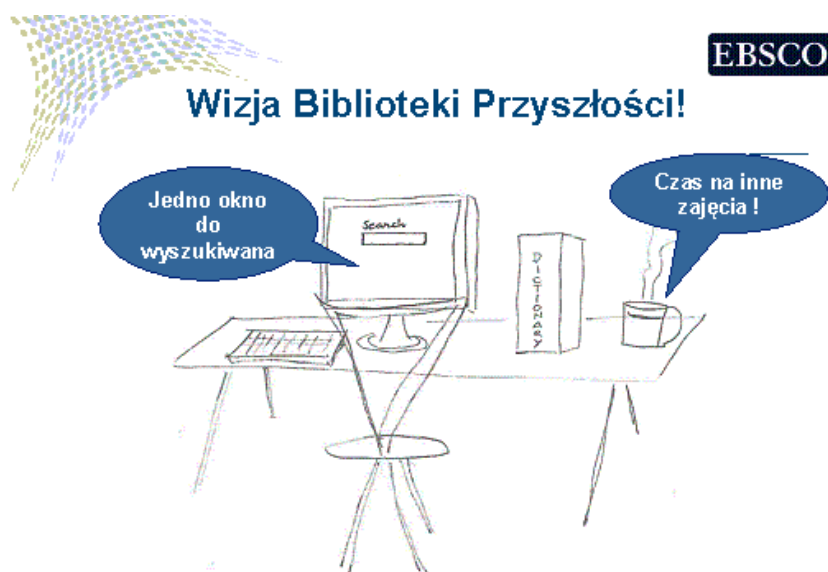 EBSCO
Wizja Biblioteki Przyszłości!
Jedno okno
do
wyszukiwana
Czas na inne
zajęcia !
Search
DICTIONARY